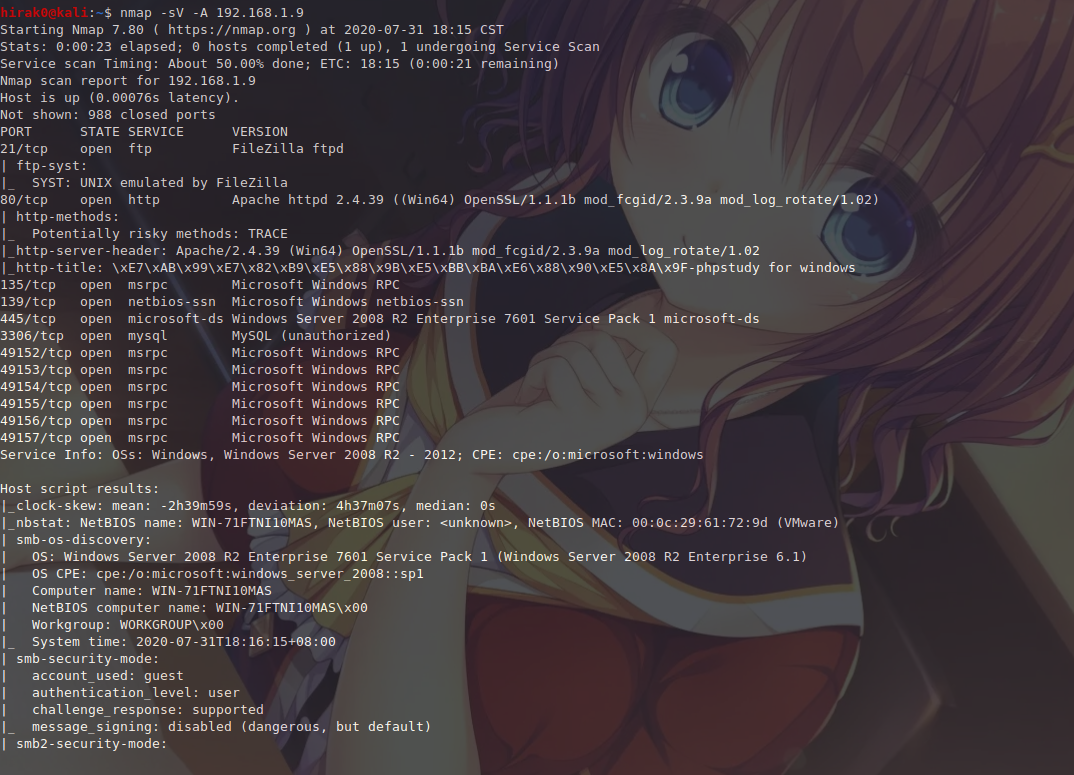 hirak0@kali:~$ nmap -sV -A 192.168.1.9
Starting Nmap 7.80 ( https://nmap.org ) at 2020-07-31 18:15 CST
Stats: 0:00:23 elapsed; 0 hosts completed (1 up), 1 undergoing Service Scan
Service scan Timing: About 50.00% done; ETC: 18:15 (0:00:21 remaining)
Nmap scan report for 192.168.1.9
Host is up (0.00076s latency).
Not shown: 988 closed ports
PORT      STATE SERVICE      VERSION
21/tcp    open  ftp          FileZilla ftpd
| ftp-syst:
|_  SYST: UNIX emulated by FileZilla
80/tcp    open  http         Apache httpd 2.4.39 ((Win64) OpenSSL/1.1.1b mod_fcgid/2.3.9a mod_log_rotate/1.02)
| http-methods:
|_  Potentially risky methods: TRACE
|_http-server-header: Apache/2.4.39 (Win64) OpenSSL/1.1.1b mod_fcgid/2.3.9a mod_log_rotate/1.02
|_http-title: \xE7\xAB\x99\xE7\x82\xB9\xE5\x88\x9B\xE5\xBB\xBA\xE6\x88\x90\xE5\x8A\x9F-phpstudy for windows
135/tcp   open  msrpc        Microsoft Windows RPC
139/tcp   open  netbios-ssn  Microsoft Windows netbios-ssn
445/tcp   open  microsoft-ds Windows Server 2008 R2 Enterprise 7601 Service Pack 1 microsoft-ds
3306/tcp  open  mysql        MySQL (unauthorized)
49152/tcp open  msrpc        Microsoft Windows RPC
49153/tcp open  msrpc        Microsoft Windows RPC
49154/tcp open  msrpc        Microsoft Windows RPC
49155/tcp open  msrpc        Microsoft Windows RPC
49156/tcp open  msrpc        Microsoft Windows RPC
49157/tcp open  msrpc        Microsoft Windows RPC
Service Info: OSs: Windows, Windows Server 2008 R2 - 2012; CPE: cpe:/o:microsoft:windows
Host script results:
|_clock-skew: mean: -2h39m59s, deviation: 4h37m07s, median: 0s
|_nbstat: NetBIOS name: WIN-71FTNI10MAS, NetBIOS user: <unknown>, NetBIOS MAC: 00:0c:29:61:72:9d (VMware)
| smb-os-discovery:
|   OS: Windows Server 2008 R2 Enterprise 7601 Service Pack 1 (Windows Server 2008 R2 Enterprise 6.1)
|   OS CPE: cpe:/o:microsoft:windows_server_2008::sp1
|   Computer name: WIN-71FTNI10MAS
|   NetBIOS computer name: WIN-71FTNI10MAS\x00
|   Workgroup: WORKGROUP\x00
|_  System time: 2020-07-31T18:16:15+08:00
| smb-security-mode:
|   account_used: guest
|   authentication_level: user
|   challenge_response: supported
|_  message_signing: disabled (dangerous, but default)
| smb2-security-mode: